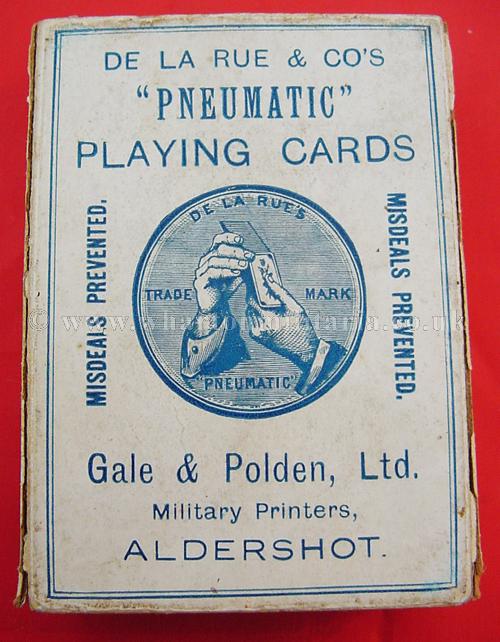 DE LA RUE & CO'S
"PNEUMATIC"
PLAYING CARDS
MISDEALS PREVENTED.
DE LA RUE'S
TRADE MARK
"PNEUMATIC"
MISDEALS PREVENTED.
Gale & Polden, Ltd.
Military Printers,
ALDERSHOT.